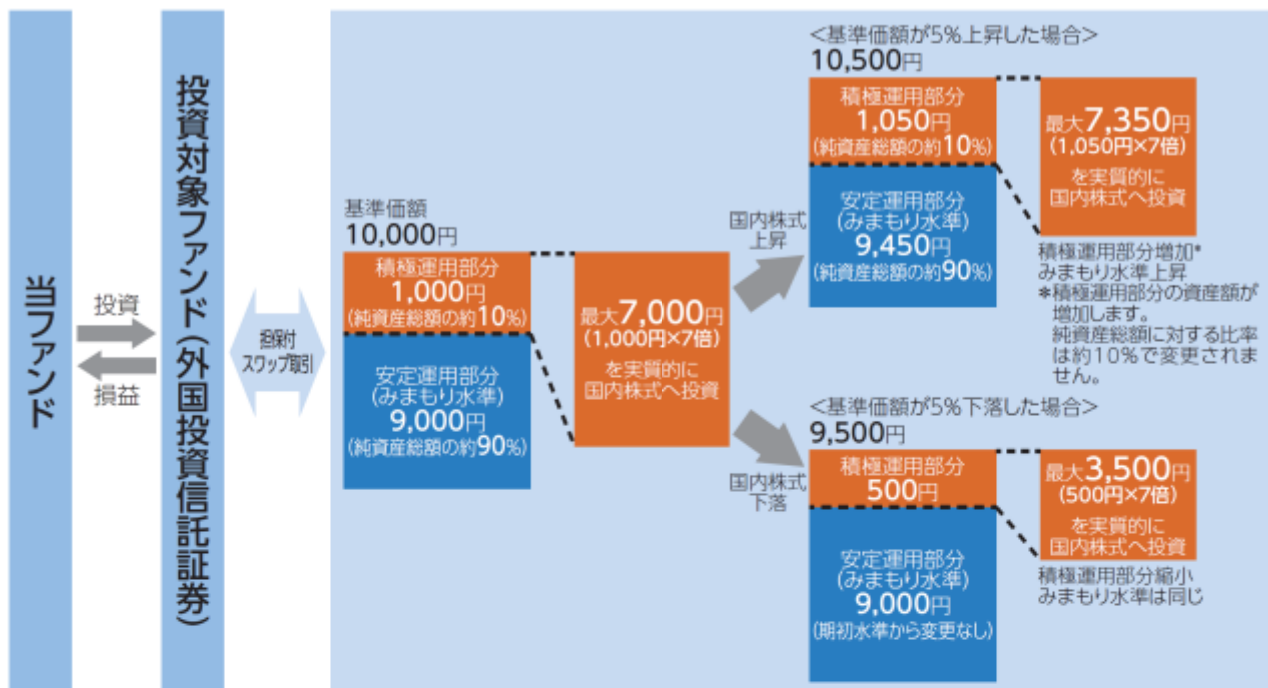 当ファンド
投資
損益
投資対象ファンド(外国投資信託証券)
担保付
スワップ取引
基準価額
10,000円
積極運用部分
1,000円
(純資産総額の約10%)
安定運用部分
(みまもり水準)
9,000円
(純資産総額の約90%)
最大7,000円
(1,000円×7倍)
を実質的に
国内株式へ投資
国内株式
上昇
<基準価額が5%上昇した場合>
10,500円
積極運用部分
1,050円
(純資産総額の約10%)
安定運用部分
(みまもり水準)
9,450円
(純資産総額の約90%)
最大7,350円
(1,050円×7倍)
を実質的に
国内株式へ投資
積極運用部分増加*
みまもり水準上昇
*積極運用部分の資産額が
増加します。
純資産総額に対する比率
は約10%で変更されま
せん。
国内株式
下落
<基準価額が5%下落した場合>
9,500円
積極運用部分
500円
安定運用部分
(みまもり水準)
9,000円
(期初水準から変更なし)
最大3,500円
(500円×7倍)
を実質的に
国内株式へ投資
積極運用部分縮小
みまもり水準は同じ